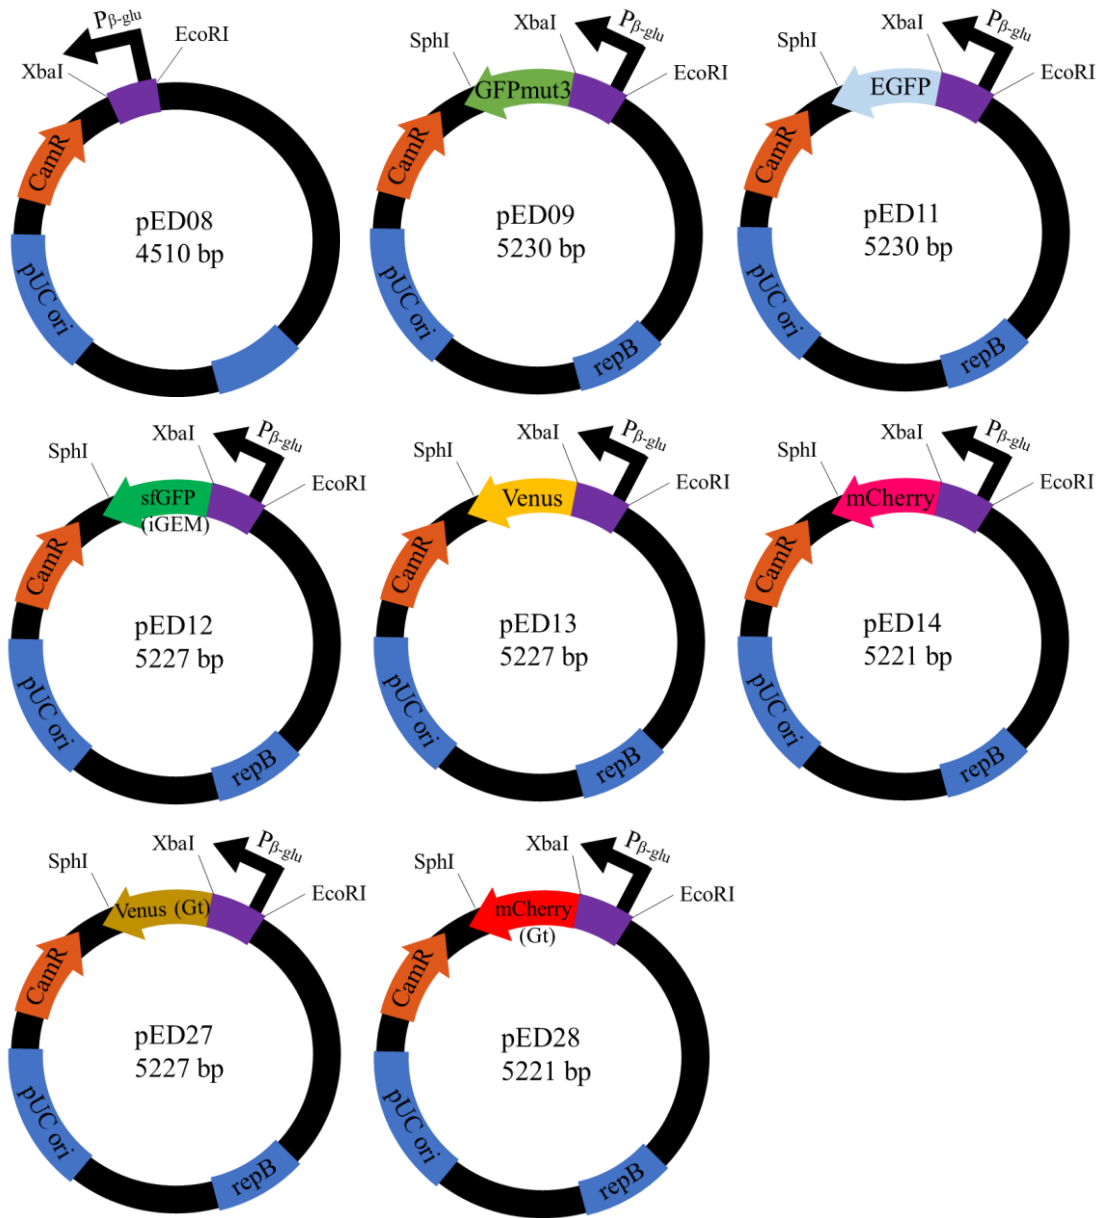 Pβ-glu
EcoRI
XbaI
CamR
pUC ori
pED08
4510 bp
Pβ-glu
XbaI
SphI
EcoRI
GFPmut3
CamR
pUC ori
repB
pED09
5230 bp
Pβ-glu
XbaI
SphI
EcoRI
EGFP
CamR
pUC ori
repB
pED11
5230 bp
Pβ-glu
XbaI
SphI
EcoRI
sfGFP
(iGEM)
CamR
pUC ori
repB
pED12
5227 bp
Pβ-glu
XbaI
SphI
EcoRI
Venus
CamR
pUC ori
repB
pED13
5227 bp
Pβ-glu
XbaI
SphI
EcoRI
mCherry
CamR
pUC ori
repB
pED14
5221 bp
Pβ-glu
XbaI
SphI
EcoRI
Venus (Gt)
CamR
pUC ori
repB
pED27
5227 bp
Pβ-glu
XbaI
SphI
EcoRI
mCherry
(Gt)
CamR
pUC ori
repB
pED28
5221 bp